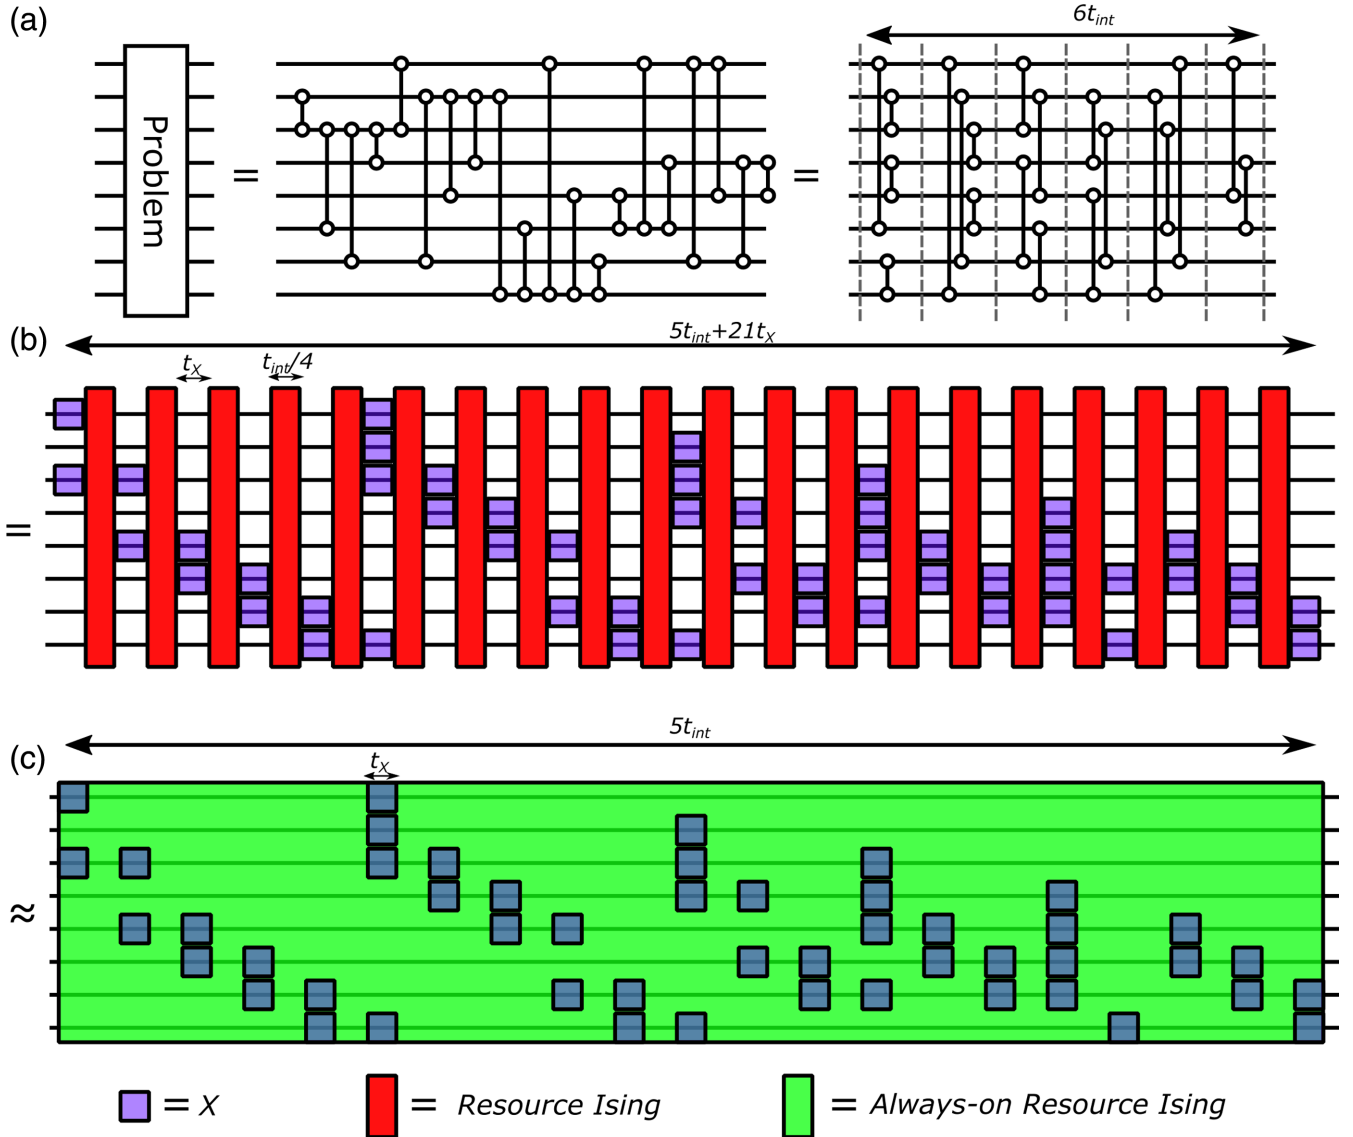 (a)
6t_int
Problem
=
=
(b)
5t_int+21t_X
t_X
t_int/4
=
(c)
5t_int
t_X
≈
= X
= Resource Ising
= Always-on Resource Ising